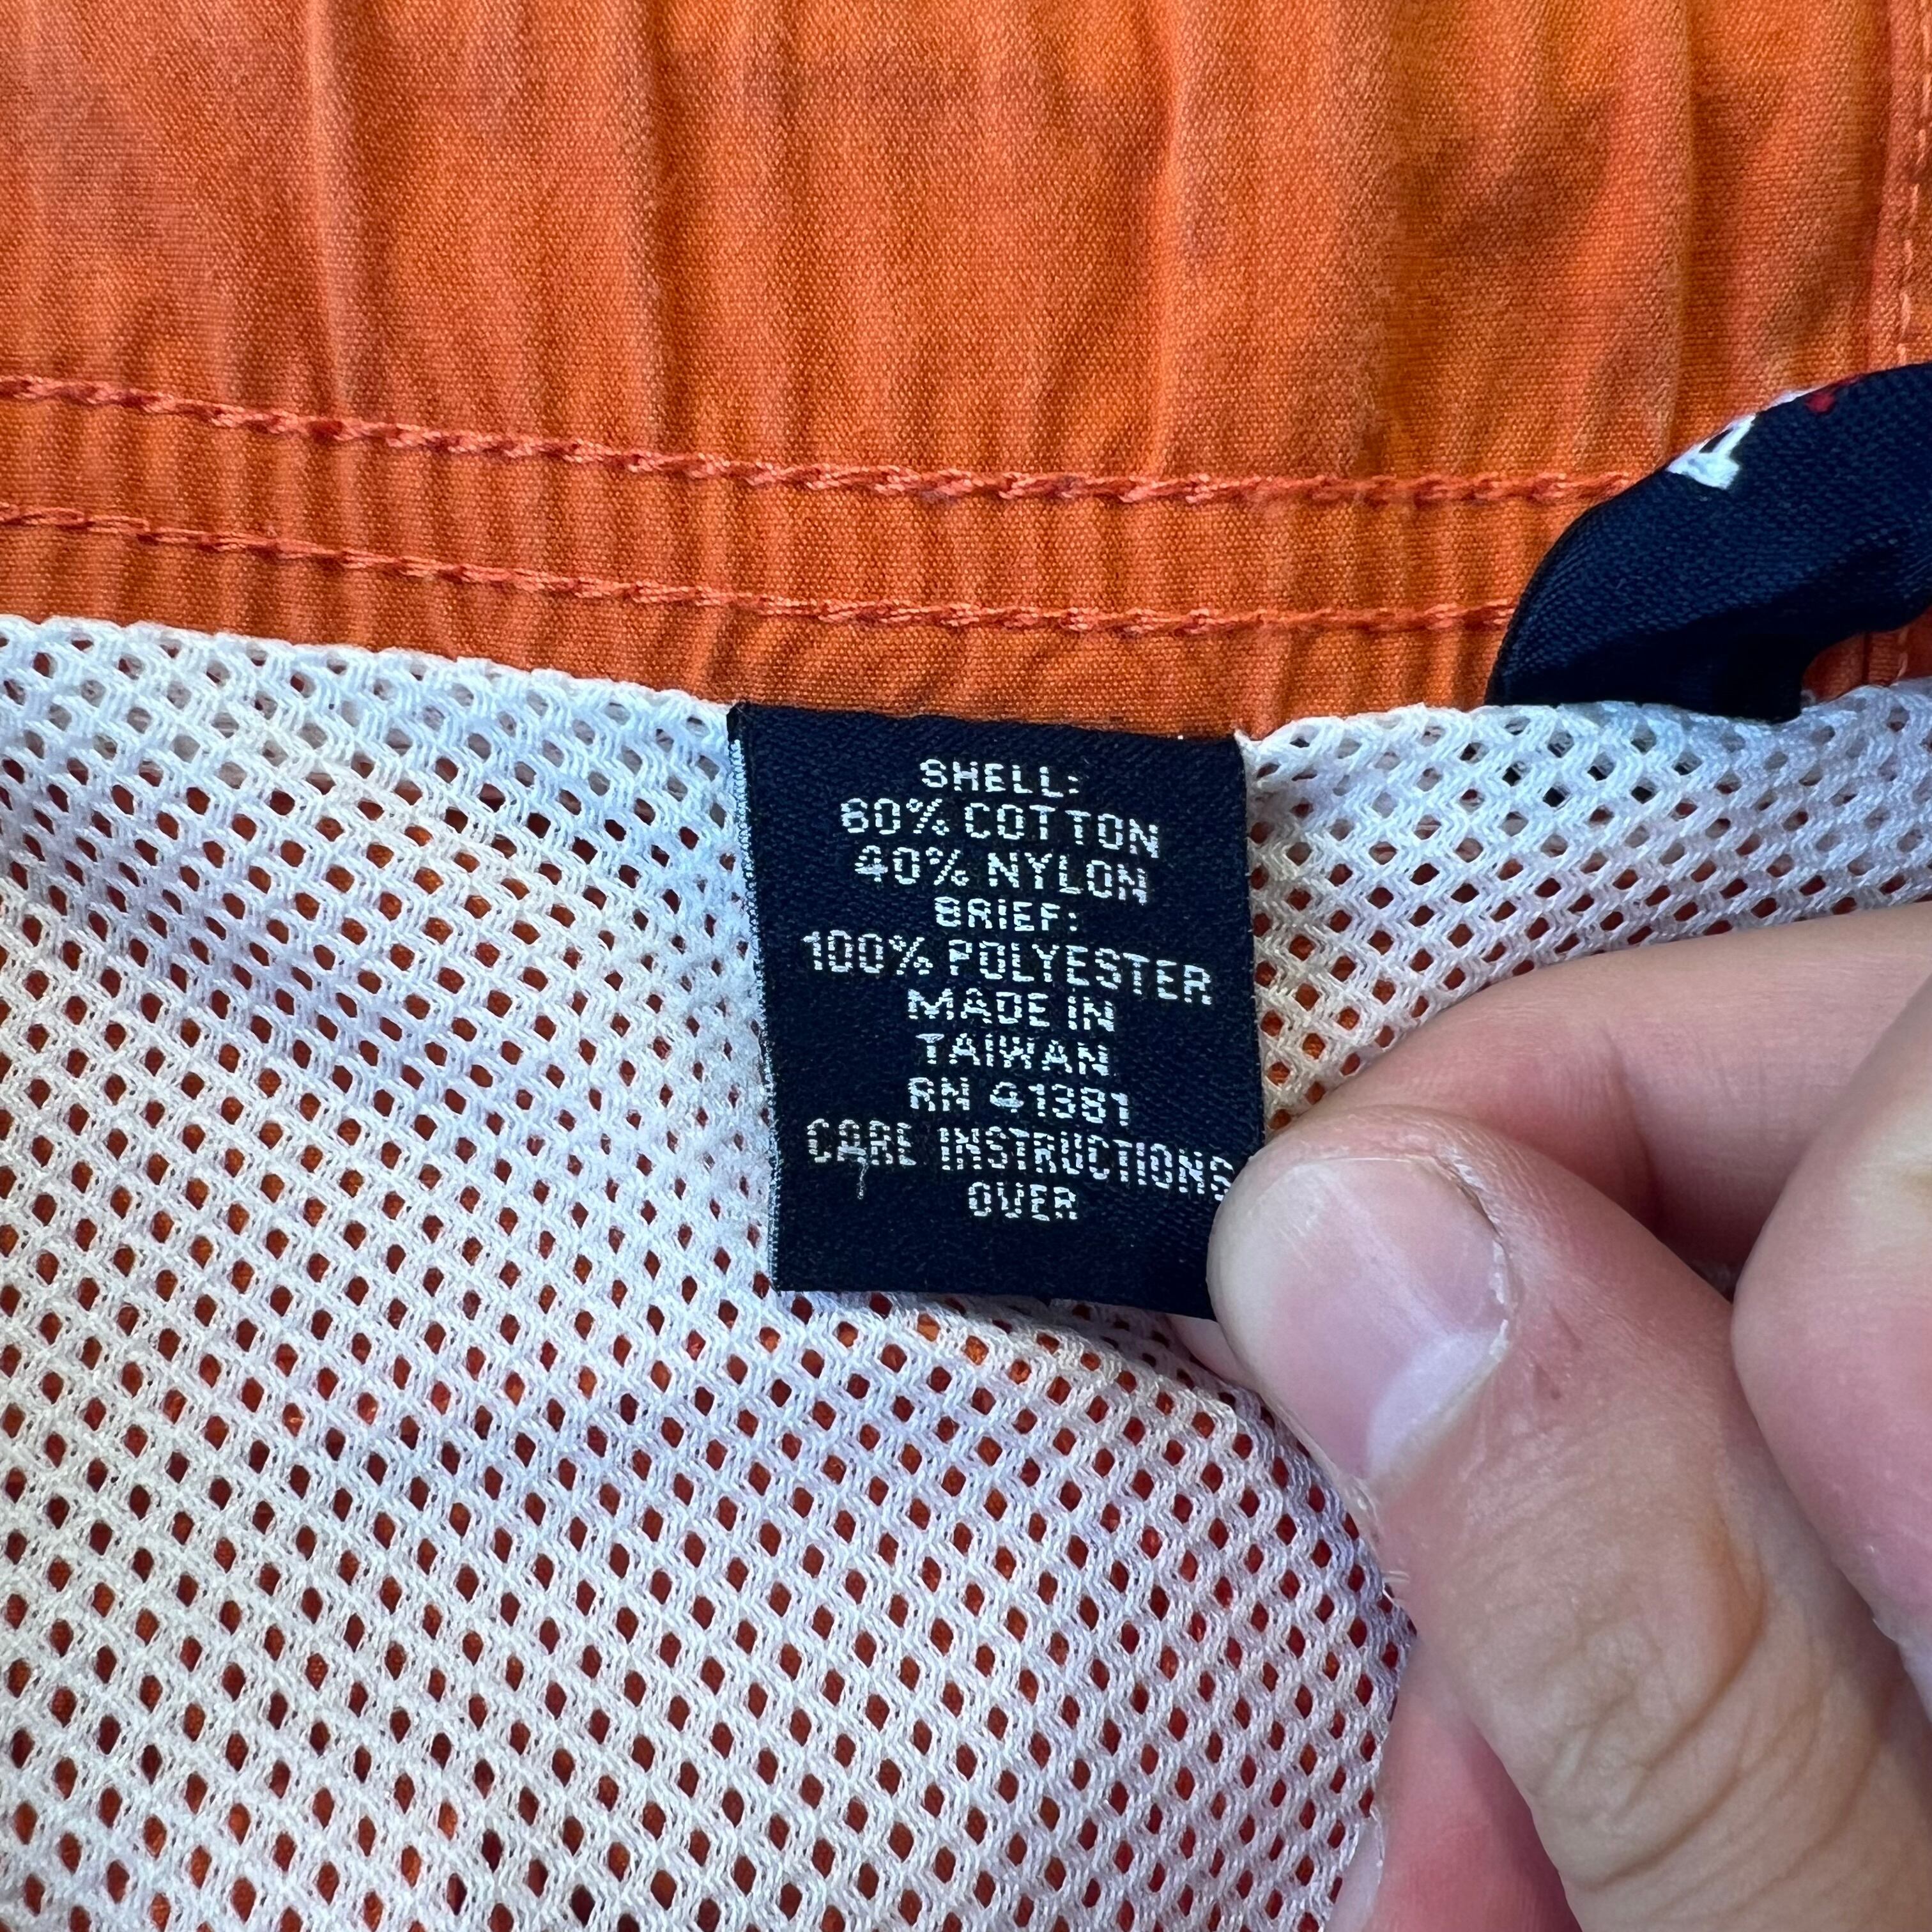 SHELL:
60% COTTON
40% NYLON
BRIEF:
100% POLYESTER
MADE IN
TAIWAN
RN 41381
CARE INSTRUCTIONS
OVER